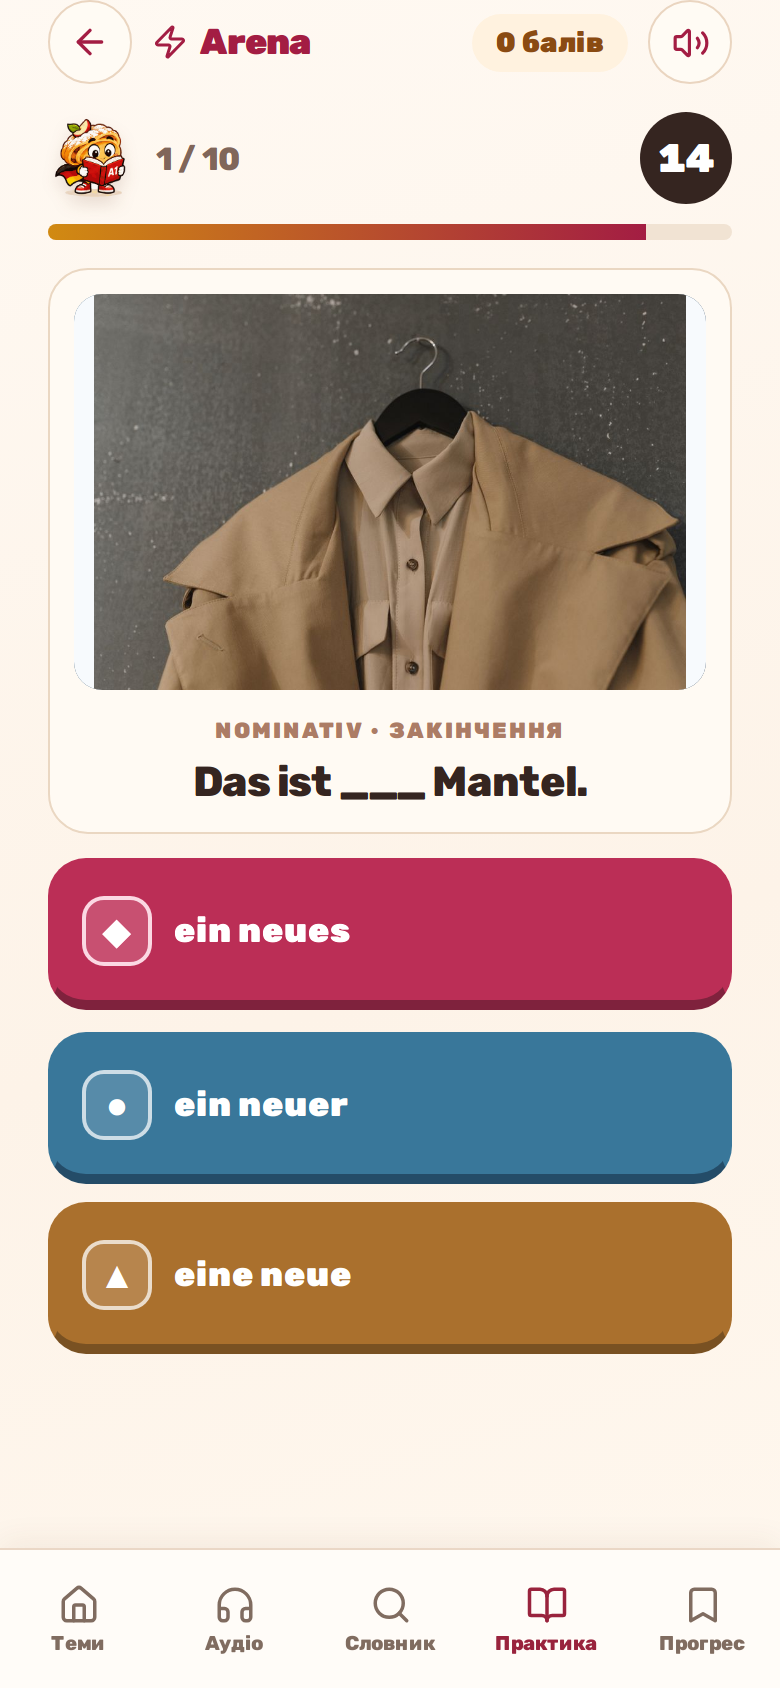 Arena
0 балів
1 / 10
14
NOMINATIV · ЗАКІНЧЕННЯ
Das ist ___ Mantel.
ein neues
ein neuer
eine neue
Теми
Аудіо
Словник
Практика
Прогрес